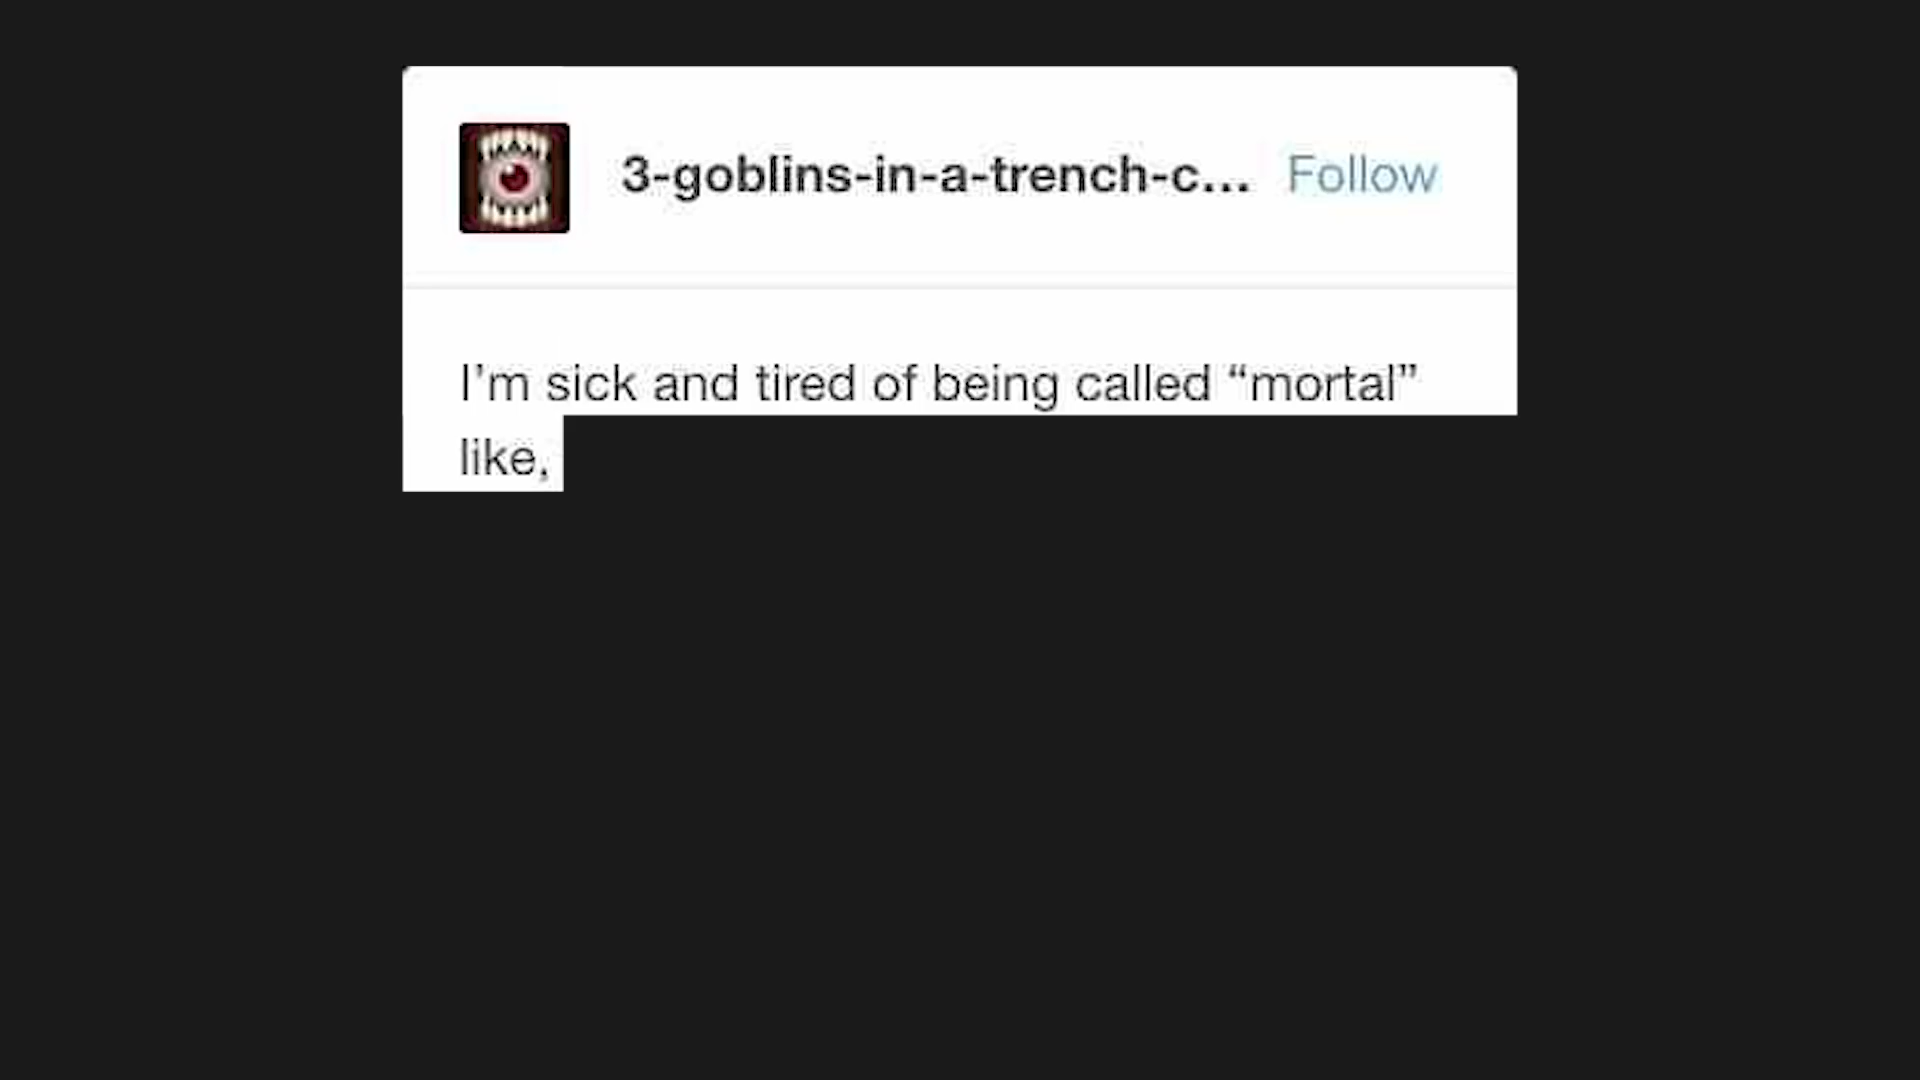 3-goblins-in-a-trench-c... Follow
I'm sick and tired of being called “mortal”
like,